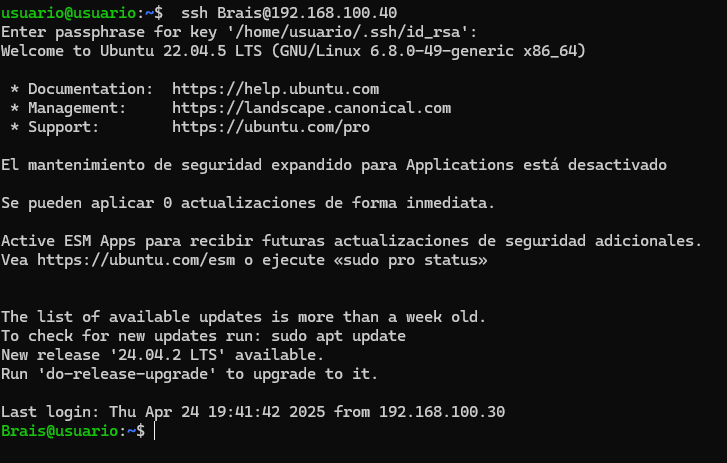 usuario@usuario:~$  ssh Brais@192.168.100.40
Enter passphrase for key '/home/usuario/.ssh/id_rsa':
Welcome to Ubuntu 22.04.5 LTS (GNU/Linux 6.8.0-49-generic x86_64)
 * Documentation:  https://help.ubuntu.com
 * Management:     https://landscape.canonical.com
 * Support:        https://ubuntu.com/pro
El mantenimiento de seguridad expandido para Applications está desactivado
Se pueden aplicar 0 actualizaciones de forma inmediata.
Active ESM Apps para recibir futuras actualizaciones de seguridad adicionales.
Vea https://ubuntu.com/esm o ejecute «sudo pro status»
The list of available updates is more than a week old.
To check for new updates run: sudo apt update
New release '24.04.2 LTS' available.
Run 'do-release-upgrade' to upgrade to it.
Last login: Thu Apr 24 19:41:42 2025 from 192.168.100.30
Brais@usuario:~$